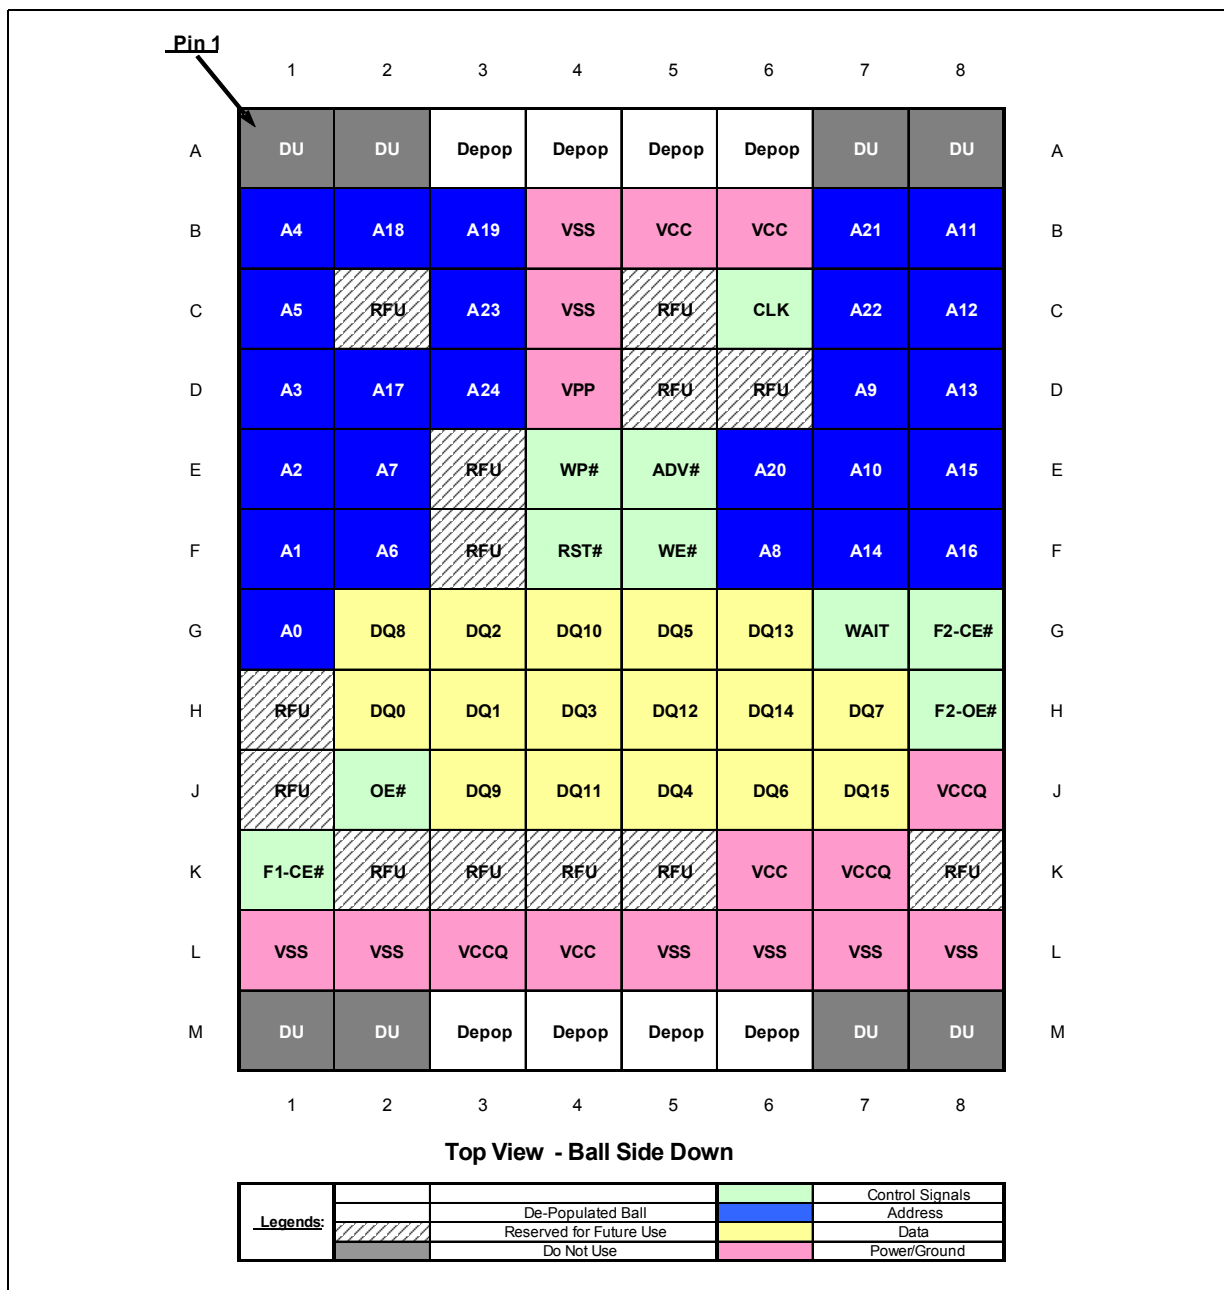 Pin 1
1 2 3 4 5 6 7 8
A DU DU Depop Depop Depop Depop DU DU A
B A4 A18 A19 VSS VCC VCC A21 A11 B
C A5 RFU A23 VSS RFU CLK A22 A12 C
D A3 A17 A24 VPP RFU RFU A9 A13 D
E A2 A7 RFU WP# ADV# A20 A10 A15 E
F A1 A6 RFU RST# WE# A8 A14 A16 F
G A0 DQ8 DQ2 DQ10 DQ5 DQ13 WAIT F2-CE# G
H RFU DQ0 DQ1 DQ3 DQ12 DQ14 DQ7 F2-OE# H
J RFU OE# DQ9 DQ11 DQ4 DQ6 DQ15 VCCQ J
K F1-CE# RFU RFU RFU RFU VCC VCCQ RFU K
L VSS VSS VCCQ VCC VSS VSS VSS VSS L
M DU DU Depop Depop Depop Depop DU DU M
1 2 3 4 5 6 7 8
Top View - Ball Side Down
Legends:
Control Signals
De-Populated Ball Address
Reserved for Future Use Data
Do Not Use Power/Ground